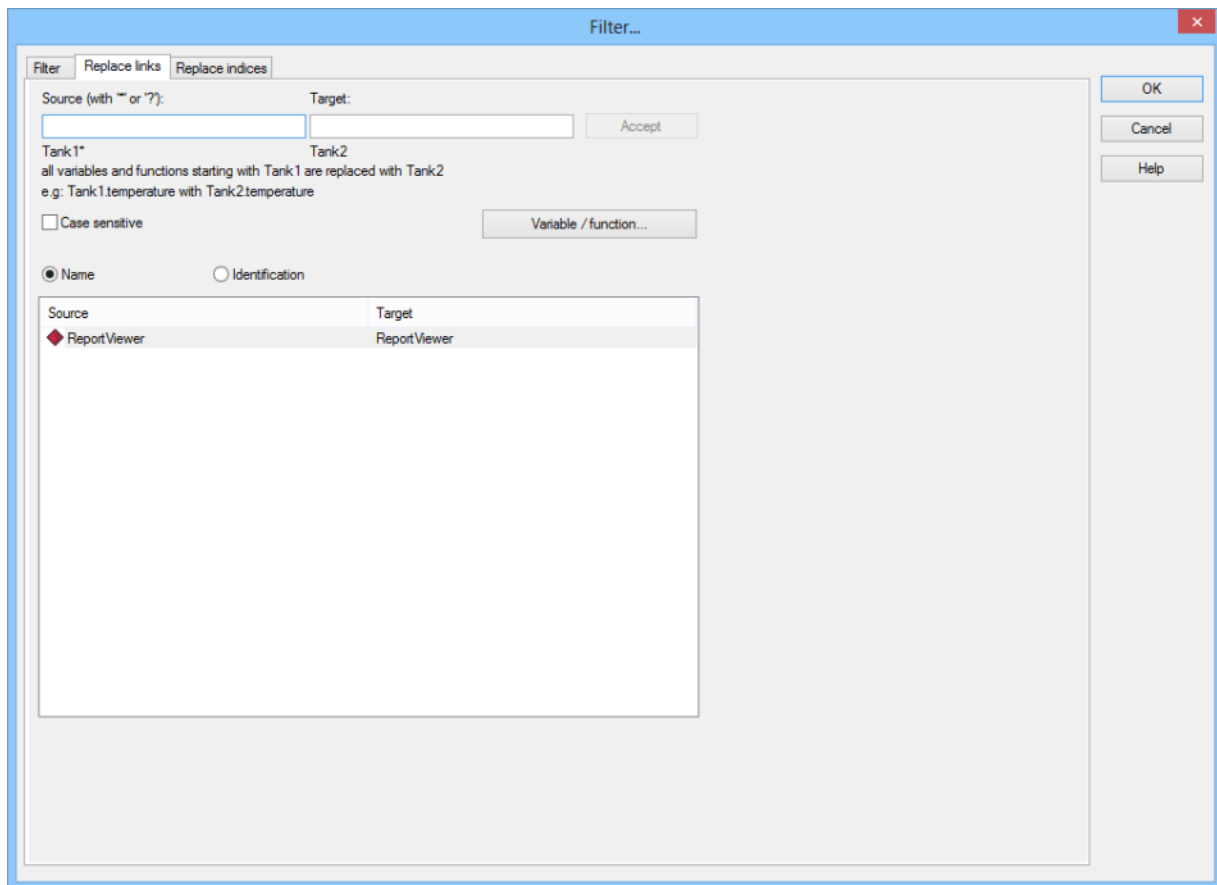 Filter...
Filter Replace links Replace indices
OK
Cancel
Help
Source (with '*' or '?'): Target:
Accept
Tank1* Tank2
all variables and functions starting with Tank1 are replaced with Tank2
e.g: Tank1.temperature with Tank2.temperature
Case sensitive
Variable / function...
Name Identification
Source Target
ReportViewer ReportViewer